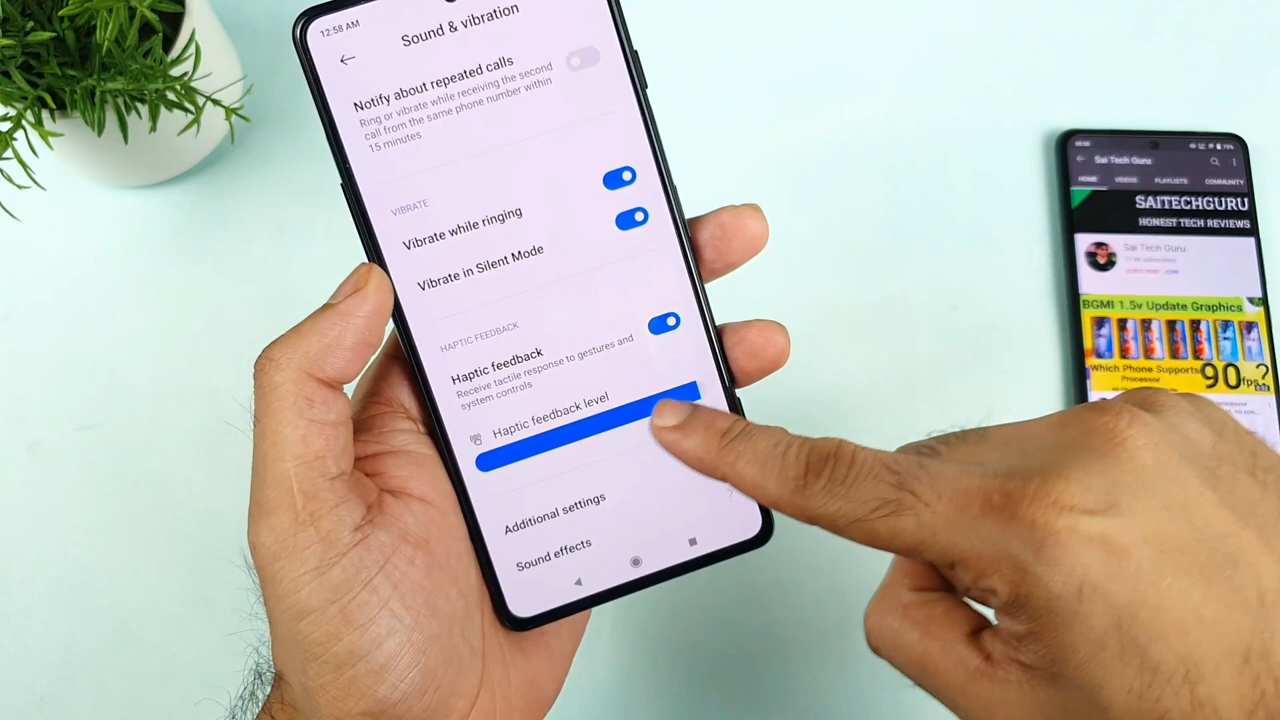 12:58 AM
Sound & vibration
Notify about repeated calls
Ring or vibrate while receiving the second
call from the same phone number within
15 minutes
VIBRATE
Vibrate while ringing
Vibrate in Silent Mode
HAPTIC FEEDBACK
Haptic feedback
Receive tactile response to gestures and
system controls
Haptic feedback level
Additional settings
Sound effects
Sai Tech Guru
HOME VIDEOS PLAYLISTS COMMUNITY
SAITECHGURU
HONEST TECH REVIEWS
Sai Tech Guru
SUBSCRIBE JOIN
BGMI 1.5v Update Graphics
Which Phone Supports
Processor
90fps?